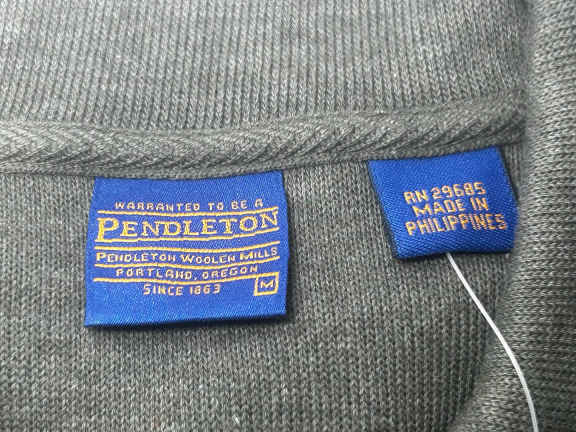 WARRANTED TO BE A
PENDLETON
PENDLETON WOOLEN MILLS
PORTLAND, OREGON
SINCE 1863
M
RN 29685
MADE IN
PHILIPPINES